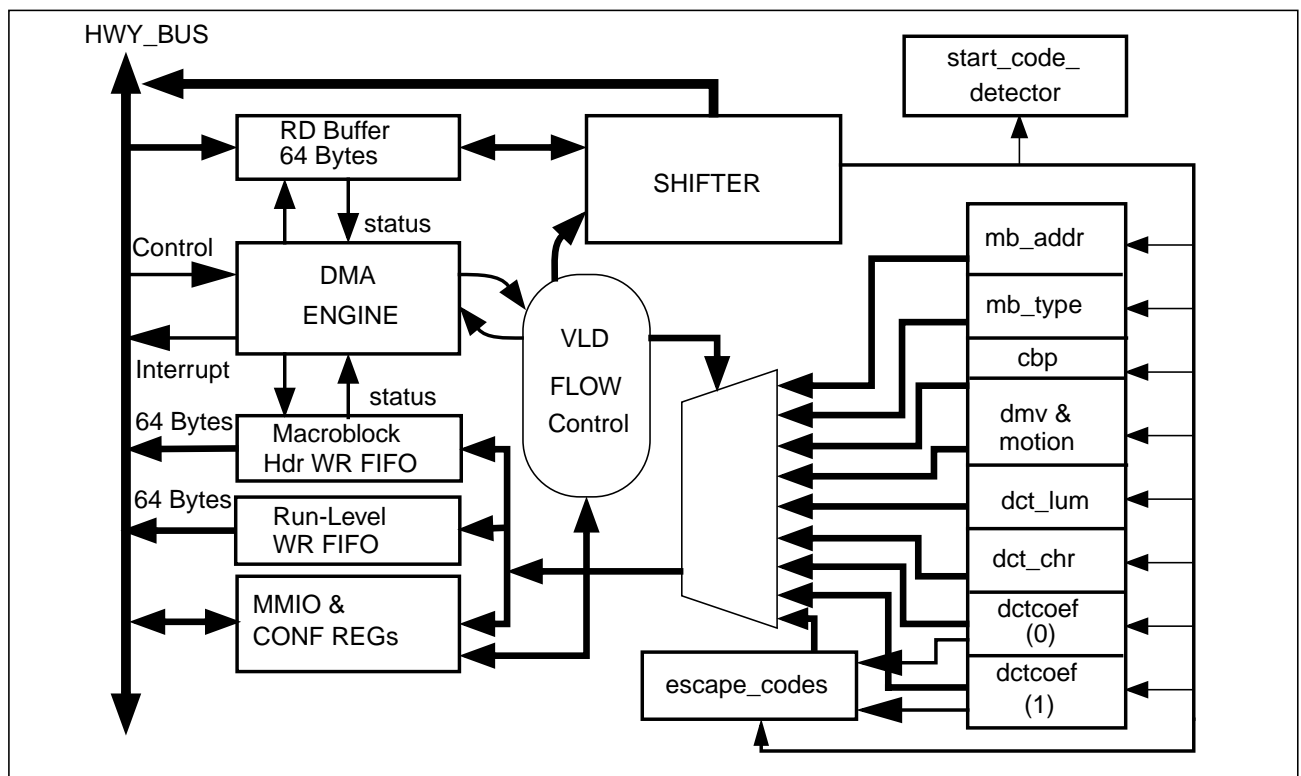 HWY_BUS
start_code_
detector
RD Buffer
64 Bytes
SHIFTER
status
Control
DMA
ENGINE
mb_addr
mb_type
VLD
FLOW
Control
cbp
Interrupt
status
dmv &
motion
64 Bytes
Macroblock
Hdr WR FIFO
64 Bytes
Run-Level
WR FIFO
dct_lum
dct_chr
MMIO &
CONF REGs
dctcoef
(0)
escape_codes
dctcoef
(1)